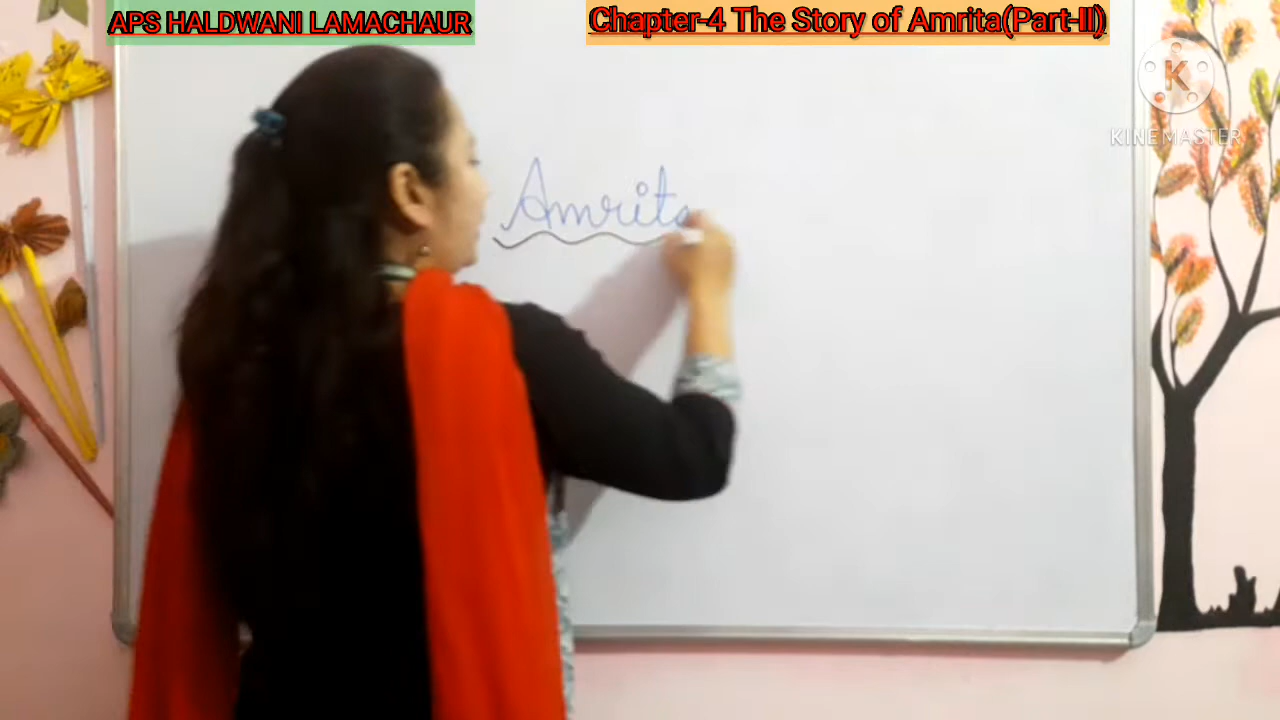 APS HALDWANI LAMACHAUR
Chapter-4 The Story of Amrita(Part-II)
K
KINEMASTER
Amrita